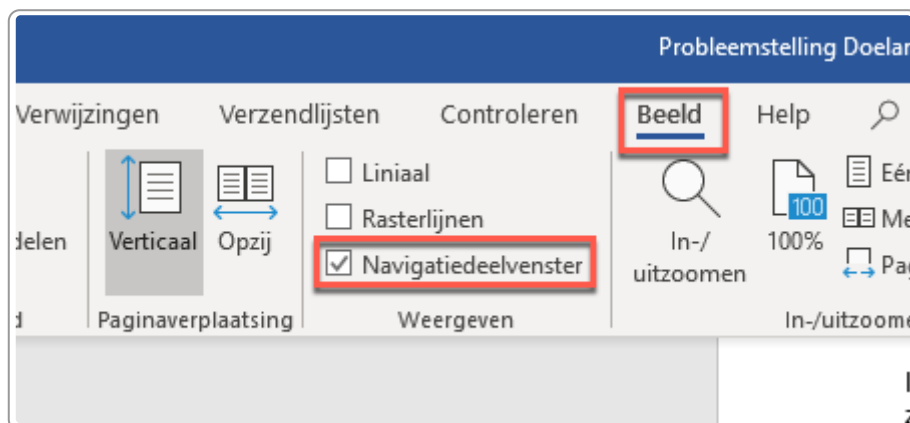 Probleemstelling Doelar
Verwijzingen Verzendlijsten Controleren Beeld Help
delen
Verticaal Opzij
Paginaverplaatsing
Liniaal
Rasterlijnen
Navigatiedeelvenster
Weergeven
In-/
uitzoomen
100
100%
Eér
Me
Pag
In-/uitzoome